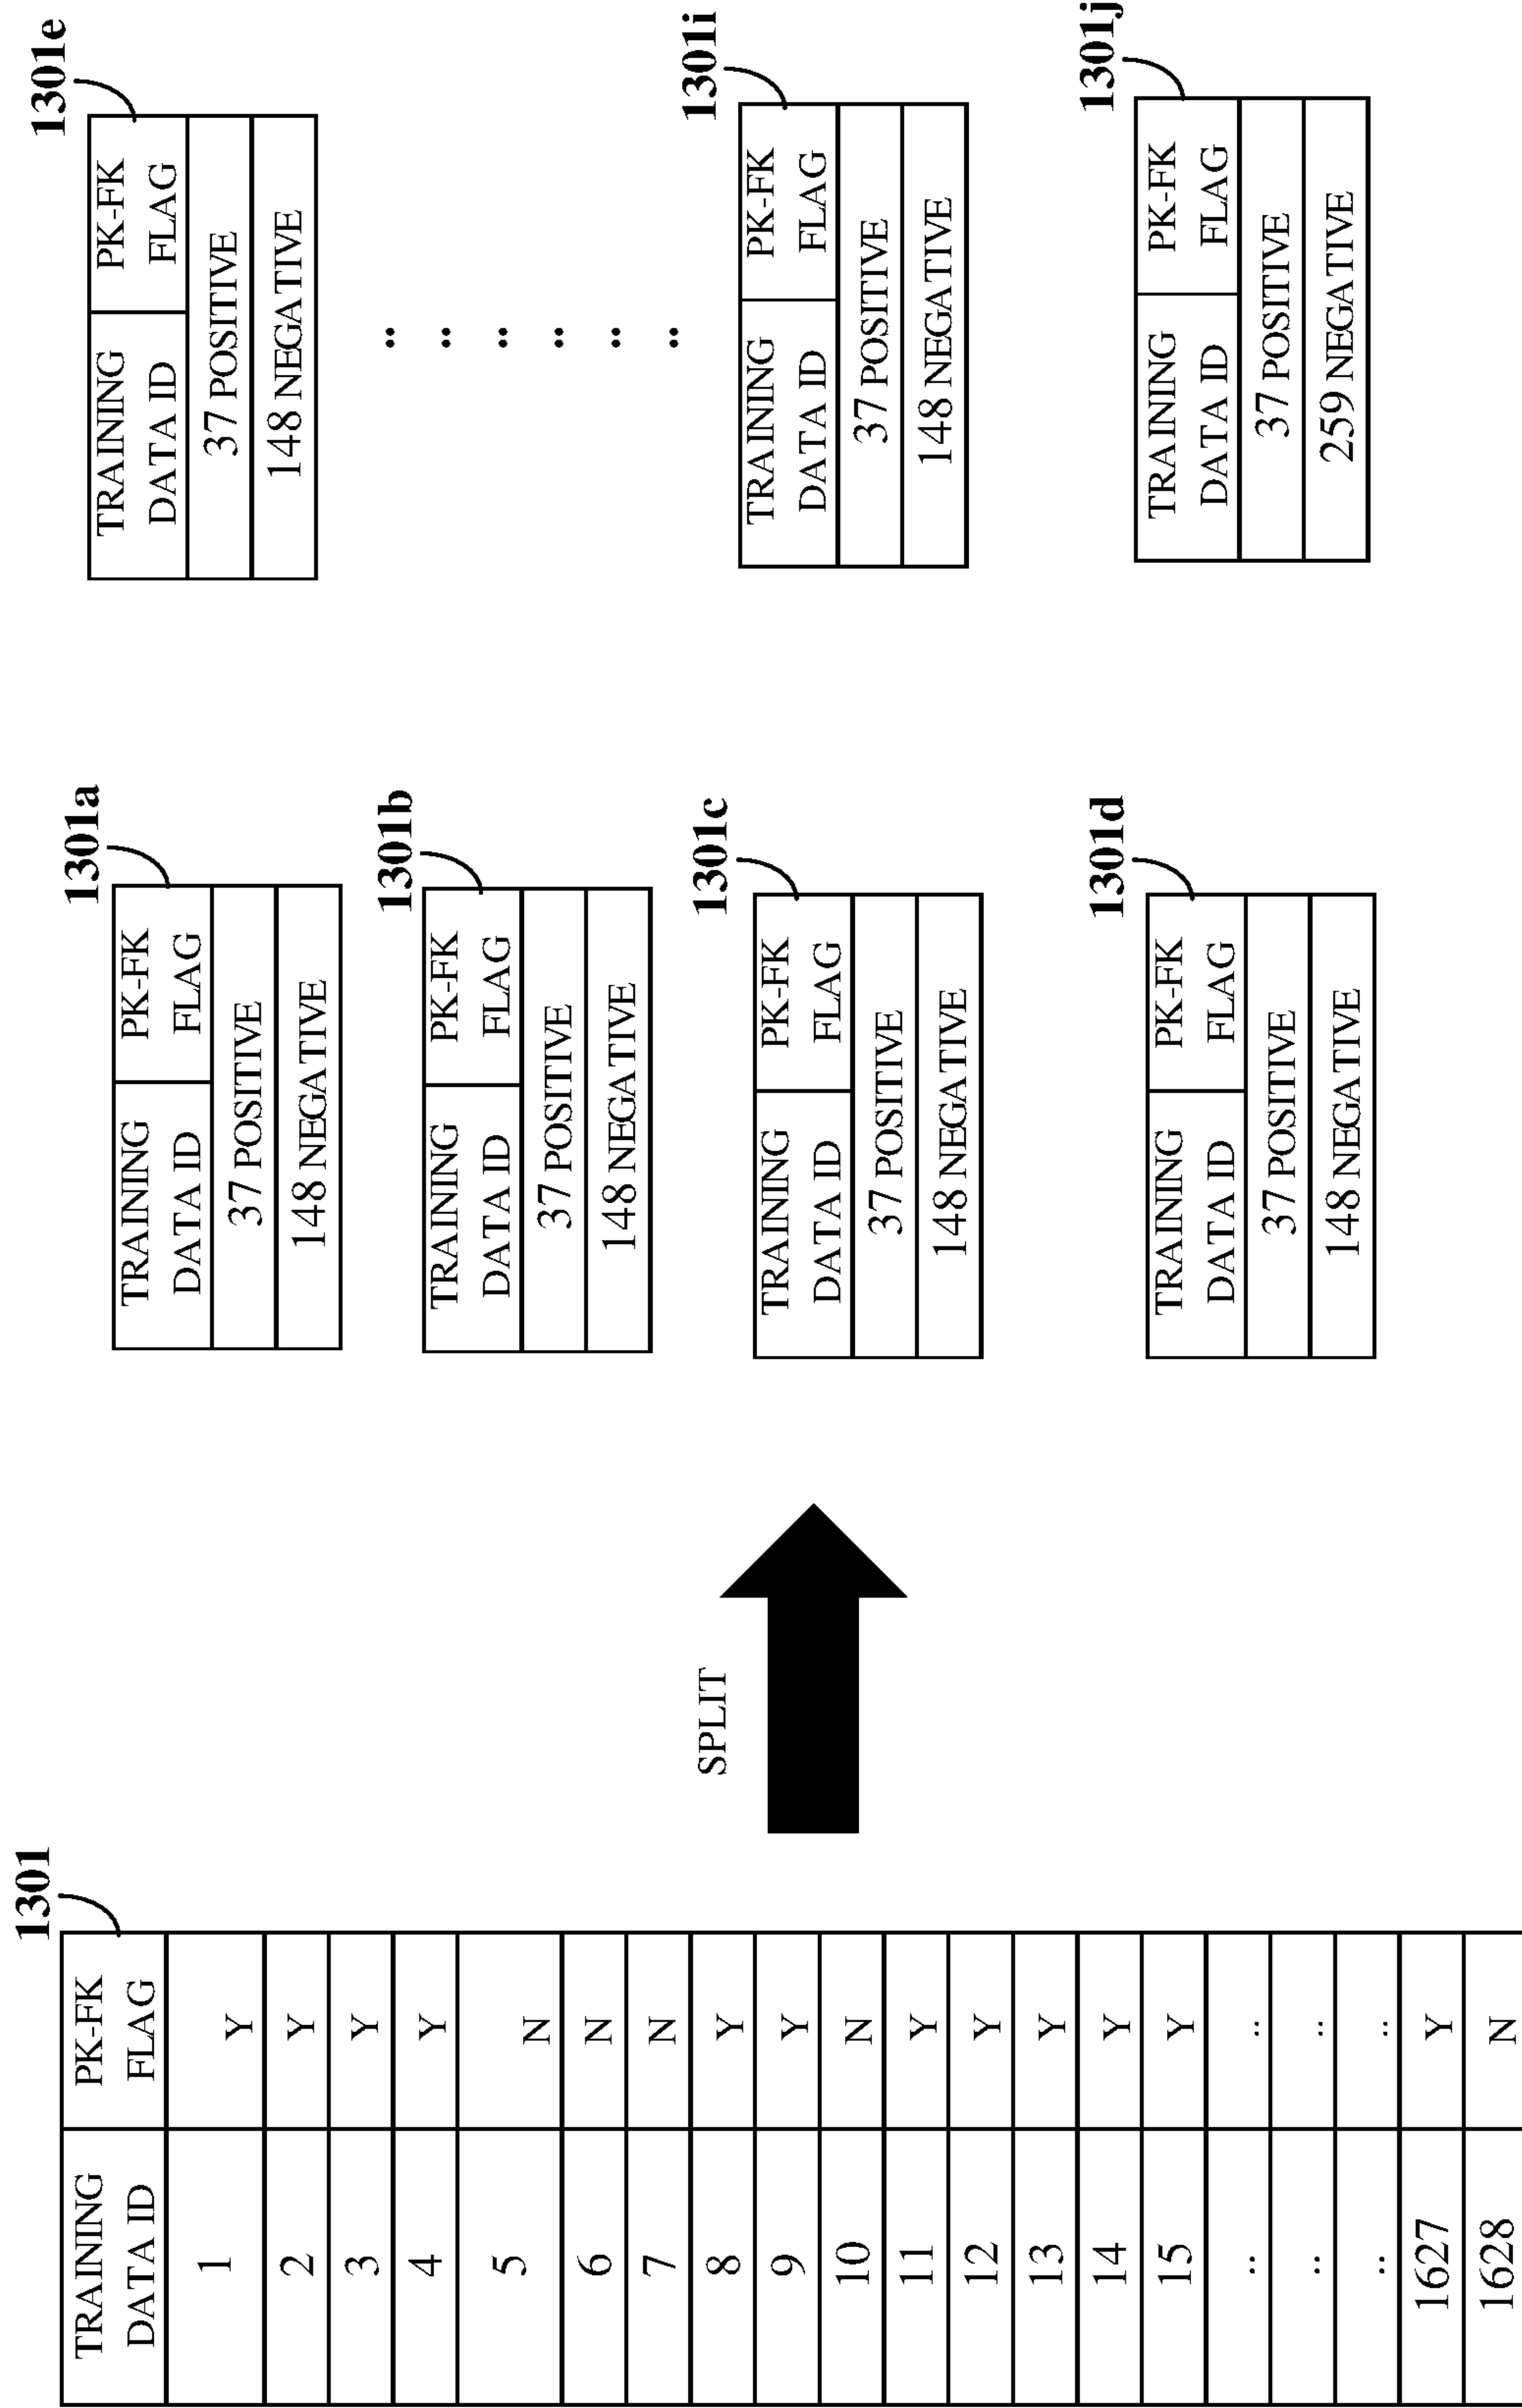 1301
TRAINING DATA ID
PK-FK FLAG
1 Y
2 Y
3 Y
4 Y
5 N
6 N
7 N
8 Y
9 Y
10 N
11 Y
12 Y
13 Y
14 Y
15 Y
.. ..
.. ..
.. ..
1627 Y
1628 N
SPLIT
1301a
TRAINING PK-FK
DATA ID FLAG
37 POSITIVE
148 NEGATIVE
1301b
TRAINING PK-FK
DATA ID FLAG
37 POSITIVE
148 NEGATIVE
1301c
TRAINING PK-FK
DATA ID FLAG
37 POSITIVE
148 NEGATIVE
1301d
TRAINING PK-FK
DATA ID FLAG
37 POSITIVE
148 NEGATIVE
1301e
TRAINING PK-FK
DATA ID FLAG
37 POSITIVE
148 NEGATIVE
1301i
TRAINING PK-FK
DATA ID FLAG
37 POSITIVE
148 NEGATIVE
1301j
TRAINING PK-FK
DATA ID FLAG
37 POSITIVE
259 NEGATIVE